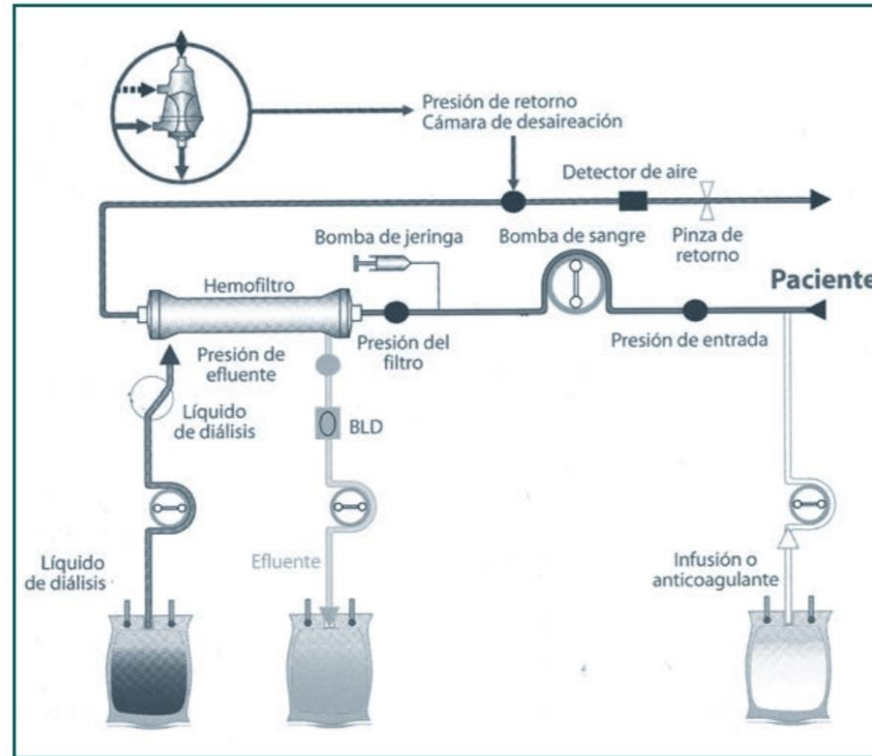 Presión de retorno
Cámara de desaireación
Detector de aire
Bomba de jeringa
Bomba de sangre
Pinza de
retorno
Hemofiltro
Paciente
Presión de
efluente
Presión del
filtro
Presión de entrada
Líquido
de diálisis
BLD
Líquido
de diálisis
Efluente
Infusión o
anticoagulante